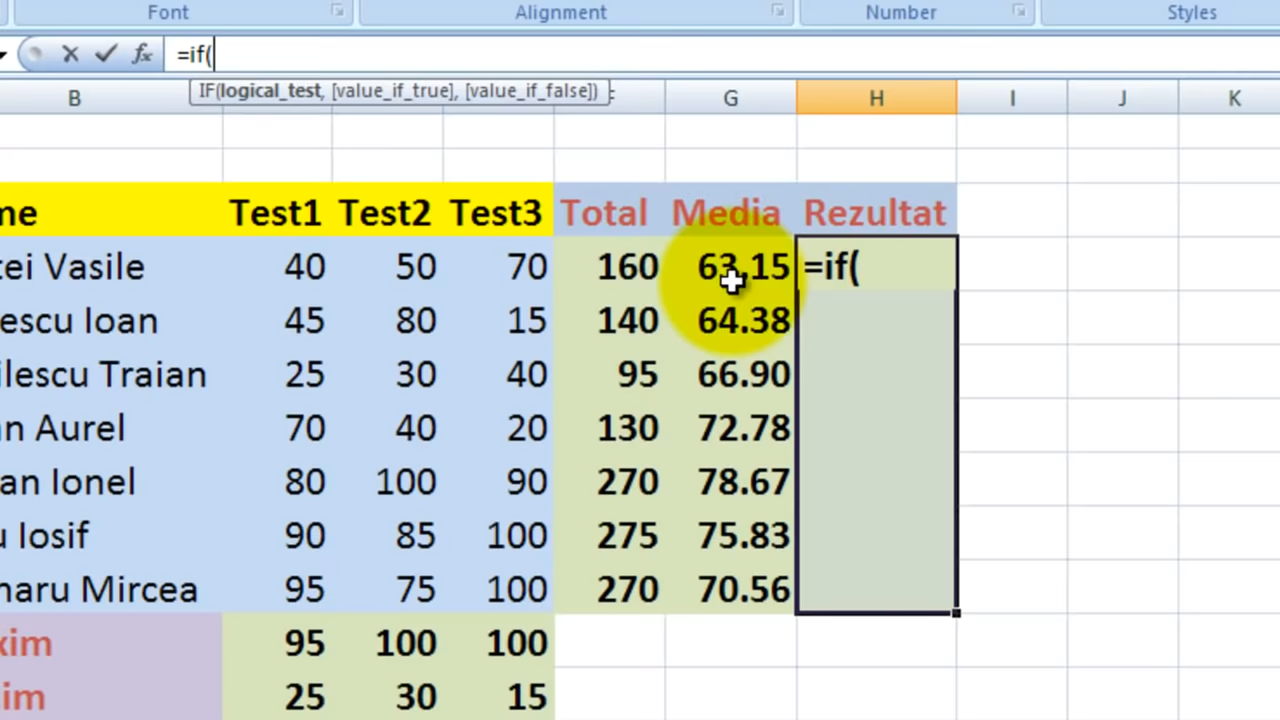 Font Alignment Number Styles
=if(
IF(logical_test, [value_if_true], [value_if_false])
B G H I J K
me Test1 Test2 Test3 Total Media Rezultat
tei Vasile 40 50 70 160 63.15 =if(
escu Ioan 45 80 15 140 64.38
ilescu Traian 25 30 40 95 66.90
n Aurel 70 40 20 130 72.78
an Ionel 80 100 90 270 78.67
u Iosif 90 85 100 275 75.83
naru Mircea 95 75 100 270 70.56
xim 95 100 100
im 25 30 15